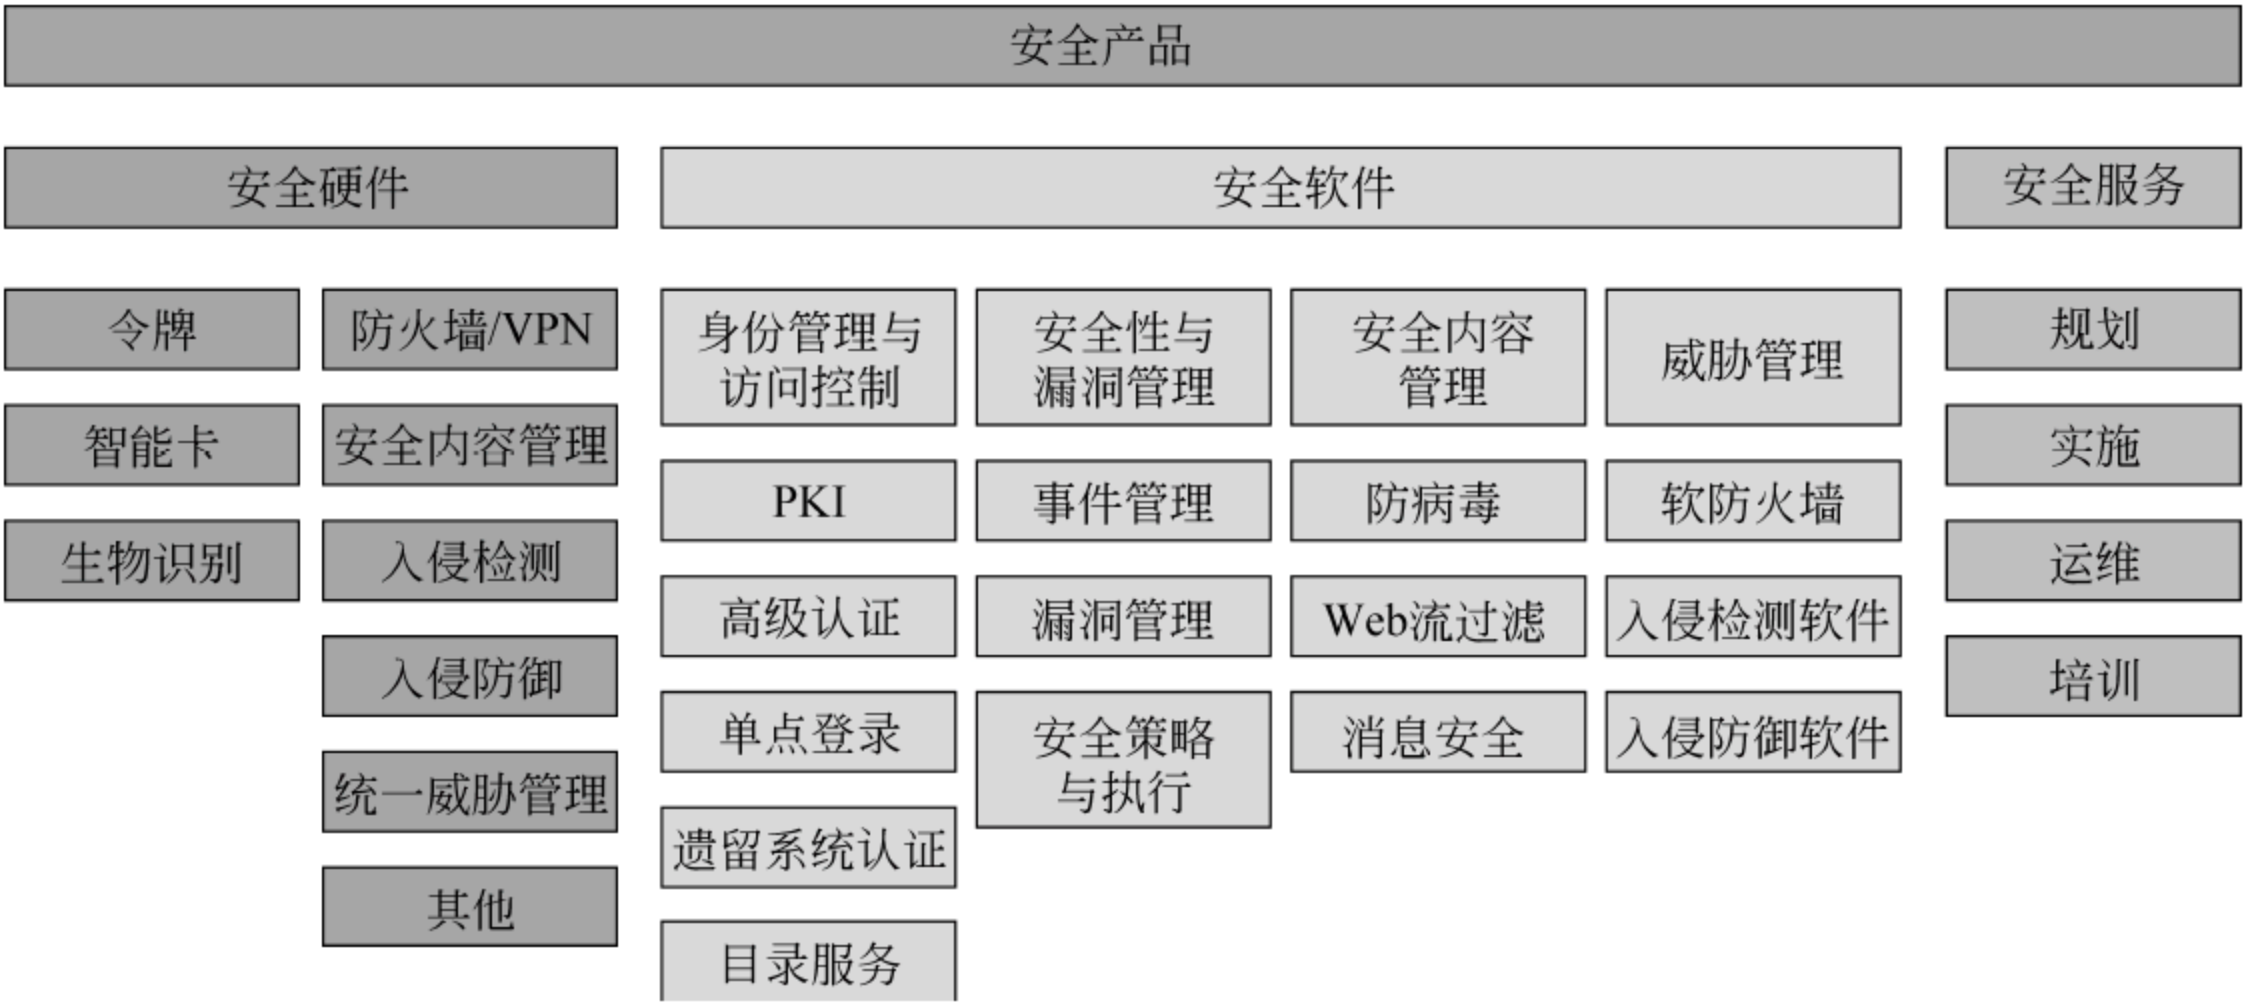 安全产品
安全硬件
安全软件
安全服务
令牌
智能卡
生物识别
防火墙/VPN
安全内容管理
入侵检测
入侵防御
统一威胁管理
其他
身份管理与
访问控制
PKI
高级认证
单点登录
遗留系统认证
目录服务
安全性与
漏洞管理
事件管理
漏洞管理
安全策略
与执行
安全内容
管理
防病毒
Web流过滤
消息安全
威胁管理
软防火墙
入侵检测软件
入侵防御软件
规划
实施
运维
培训